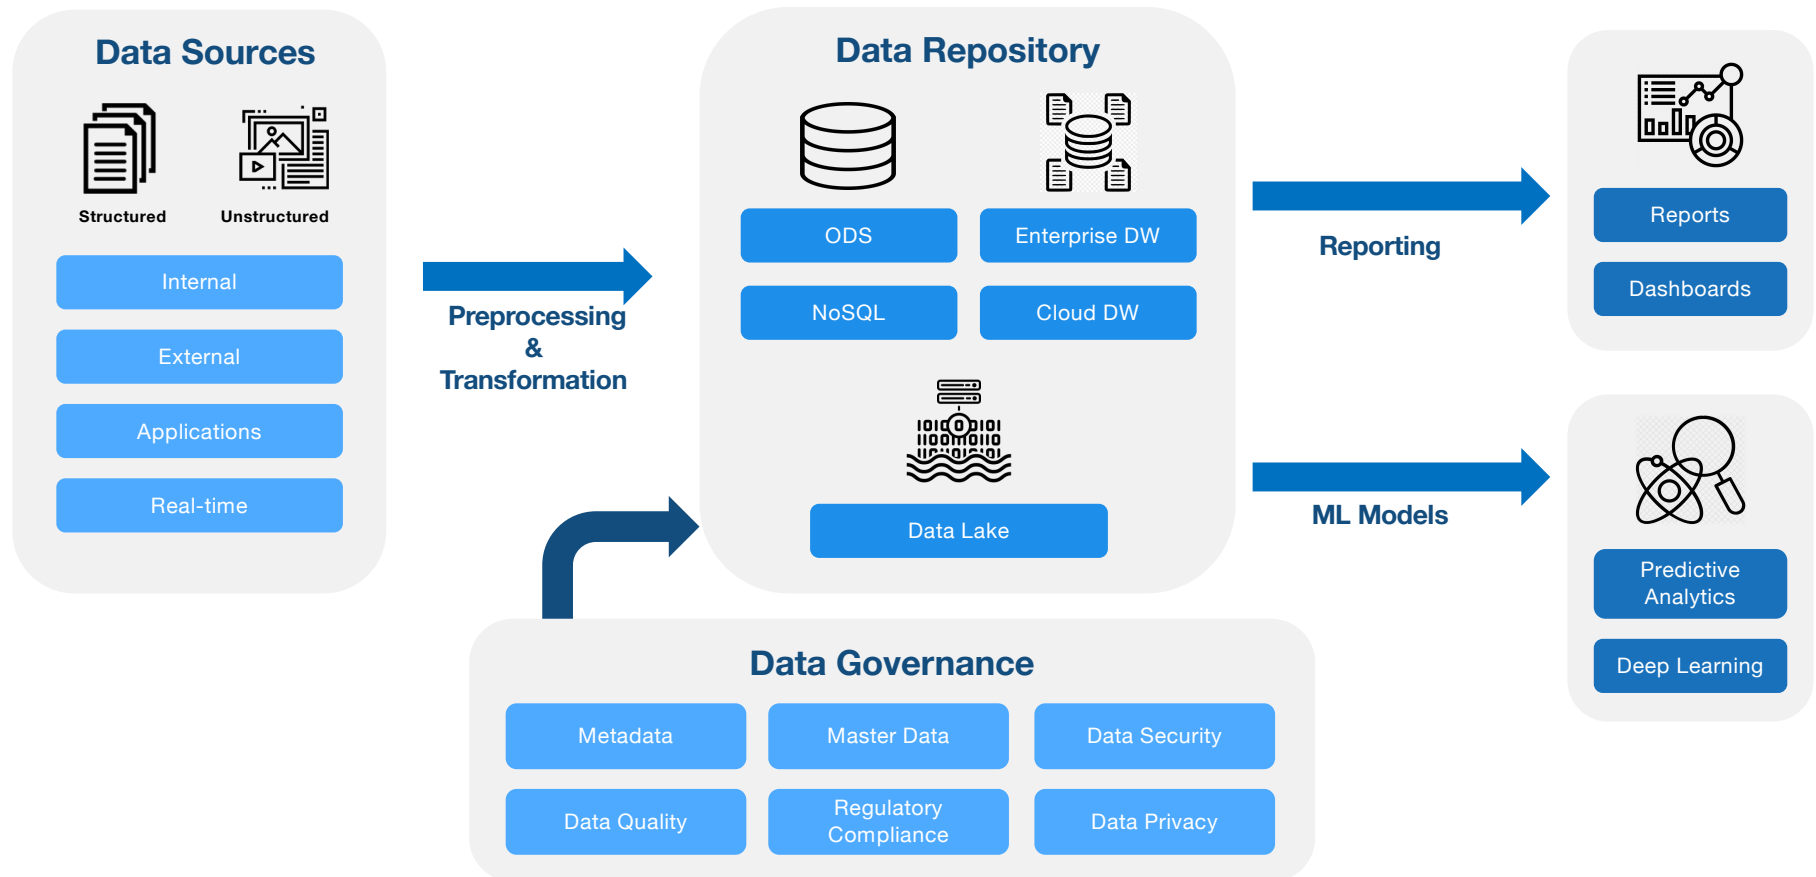 Data Sources
Structured
Unstructured
Internal
External
Applications
Real-time
Preprocessing
&
Transformation
Data Repository
ODS
Enterprise DW
NoSQL
Cloud DW
Data Lake
Reporting
Reports
Dashboards
ML Models
Predictive
Analytics
Deep Learning
Data Governance
Metadata
Master Data
Data Security
Data Quality
Regulatory
Compliance
Data Privacy